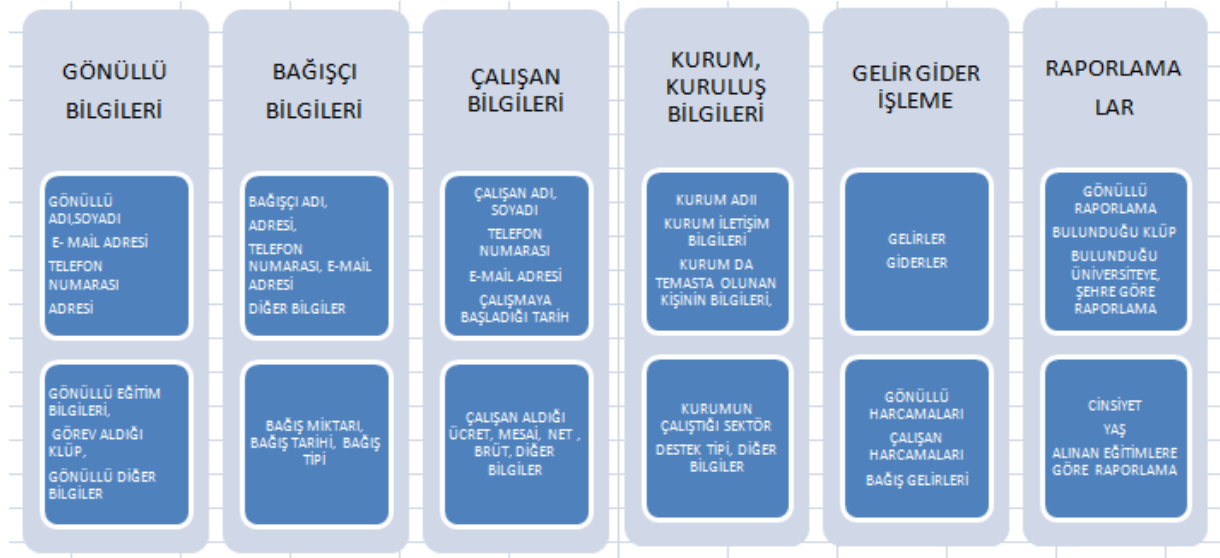 GÖNÜLLÜ
BİLGİLERİ
GÖNÜLLÜ
ADI,SOYADI
E- MAİL ADRESİ
TELEFON
NUMARASI
ADRESİ
GÖNÜLLÜ EĞİTİM
BİLGİLERİ,
GÖREV ALDIĞI
KLÜP,
GÖNÜLLÜ DİĞER
BİLGİLER
BAĞIŞÇI
BİLGİLERİ
BAĞIŞÇI ADI,
ADRESİ,
TELEFON
NUMARASI, E-MAİL
ADRESİ
DİĞER BİLGİLER
BAĞIŞ MİKTARI,
BAĞIŞ TARİHİ, BAĞIŞ
TİPİ
ÇALIŞAN
BİLGİLERİ
ÇALIŞAN ADI,
SOYADI
TELEFON
NUMARASI
E-MAİL ADRESİ
ÇALIŞMAYA
BAŞLADIĞI TARİH
ÇALIŞAN ALDIĞI
ÜCRET, MESAİ, NET ,
BRÜT, DİĞER
BİLGİLER
KURUM,
KURULUŞ
BİLGİLERİ
KURUM ADII
KURUM İLETİŞİM
BİLGİLERİ
KURUM DA
TEMASTA OLUNAN
KİŞİNİN BİLGİLERİ,
KURUMUN
ÇALIŞTIĞI SEKTÖR
DESTEK TİPİ, DİĞER
BİLGİLER
GELİR GİDER
İŞLEME
GELİRLER
GİDERLER
GÖNÜLLÜ
HARCAMALARI
ÇALIŞAN
HARCAMALARI
BAĞIŞ GELİRLERİ
RAPORLAMA
LAR
GÖNÜLLÜ
RAPORLAMA
BULUNDUĞU KLÜP
BULUNDUĞU
ÜNİVERSİTEYE,
ŞEHRE GÖRE
RAPORLAMA
CİNSİYET
YAŞ
ALINAN EĞİTİMLERE
GÖRE RAPORLAMA